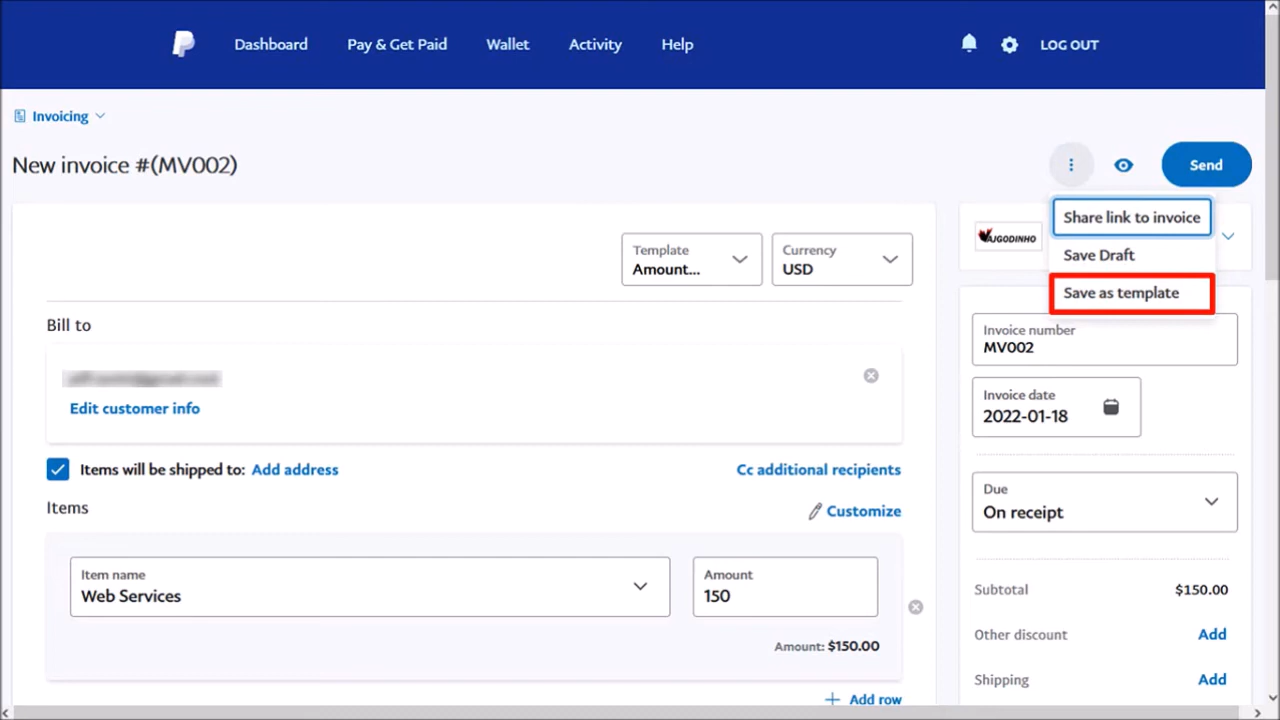 Dashboard Pay & Get Paid Wallet Activity Help LOG OUT
Invoicing
New invoice #(MV002)
Send
Share link to invoice
Save Draft
Save as template
Template
Amount...
Currency
USD
Bill to
Edit customer info
Items will be shipped to: Add address
Cc additional recipients
Items
Customize
Item name
Web Services
Amount
150
Amount: $150.00
Add row
AJGODINHO
Invoice number
MV002
Invoice date
2022-01-18
Due
On receipt
Subtotal $150.00
Other discount Add
Shipping Add